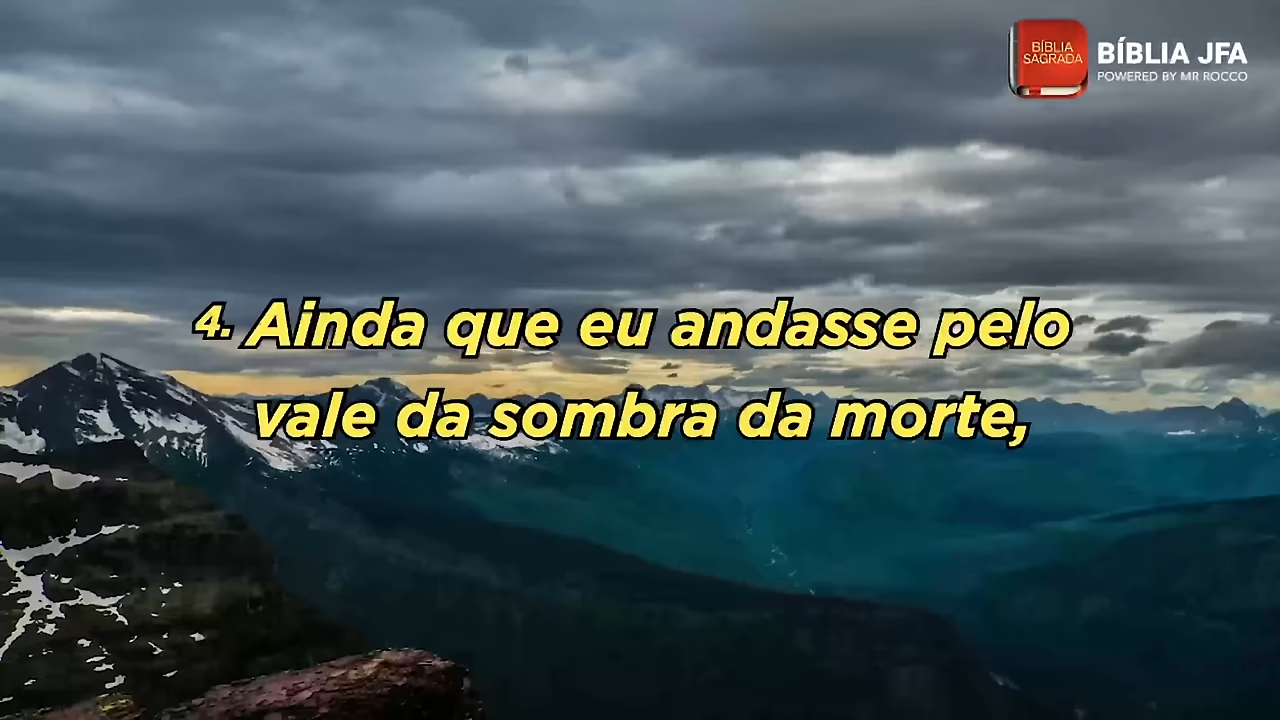 BÍBLIA
SAGRADA
BÍBLIA JFA
POWERED BY MR ROCCO
4. Ainda que eu andasse pelo
vale da sombra da morte,